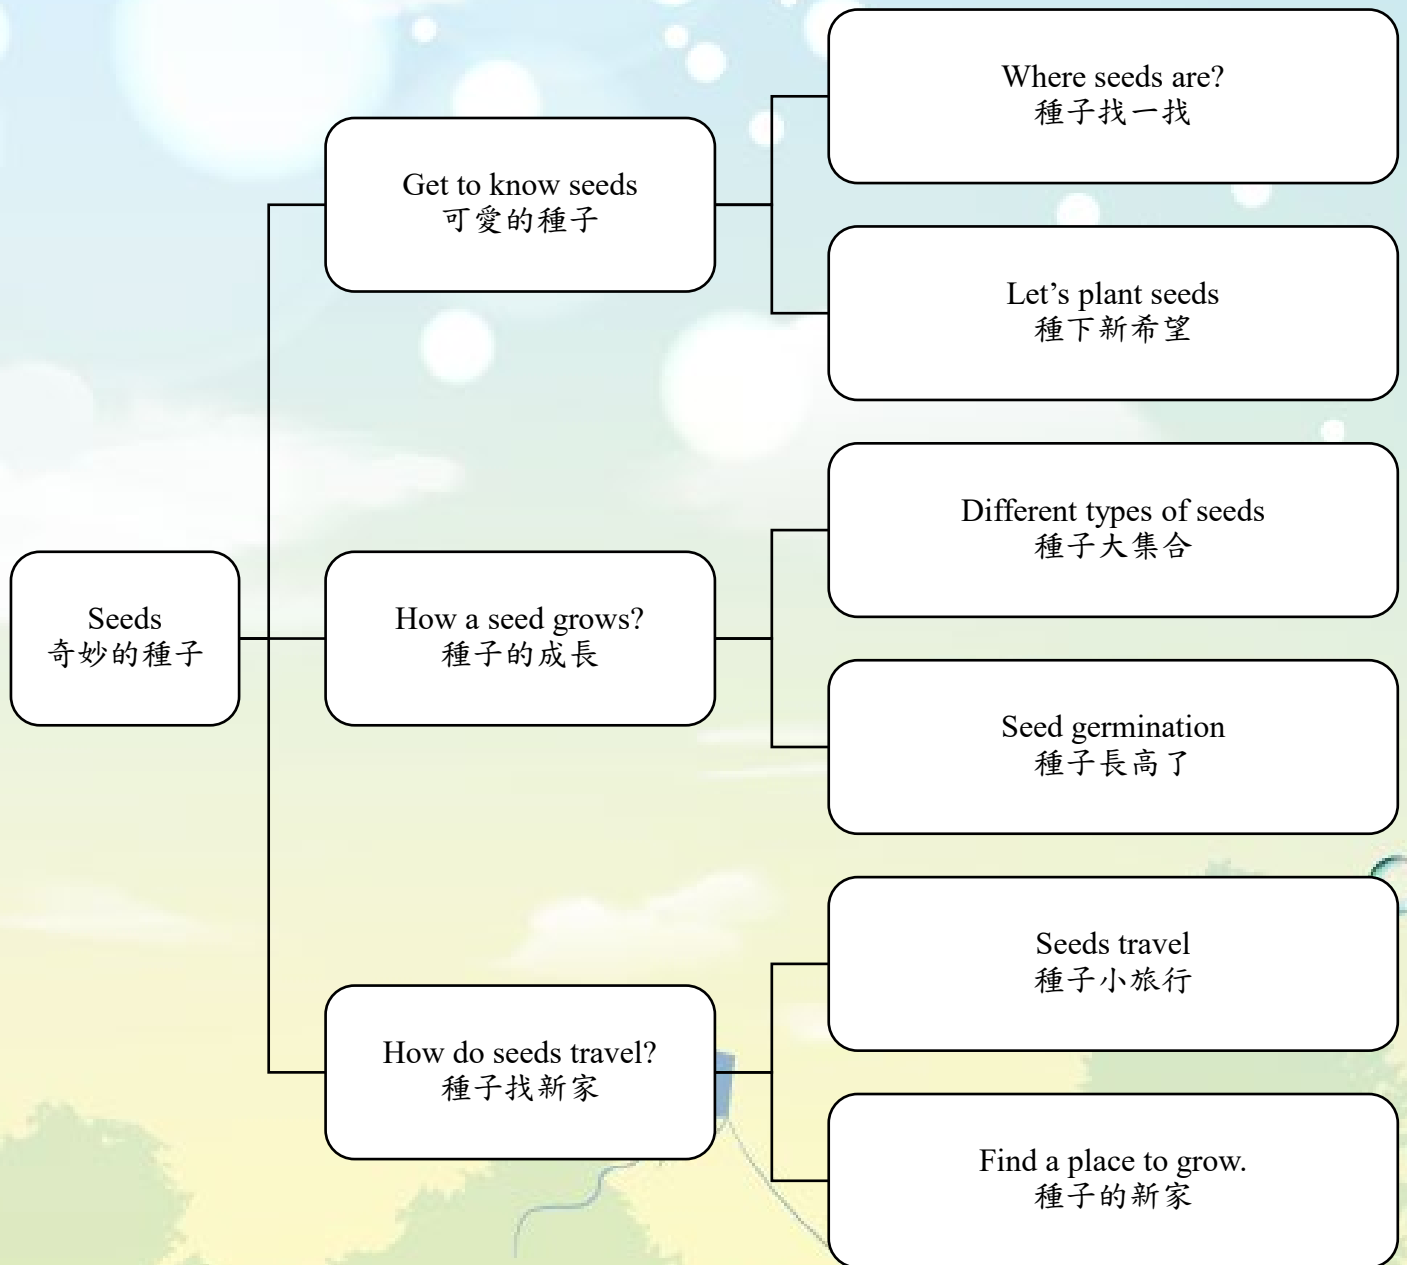 Seeds
奇妙的種子
Get to know seeds
可愛的種子
Where seeds are?
種子找一找
Let’s plant seeds
種下新希望
How a seed grows?
種子的成長
Different types of seeds
種子大集合
Seed germination
種子長高了
How do seeds travel?
種子找新家
Seeds travel
種子小旅行
Find a place to grow.
種子的新家